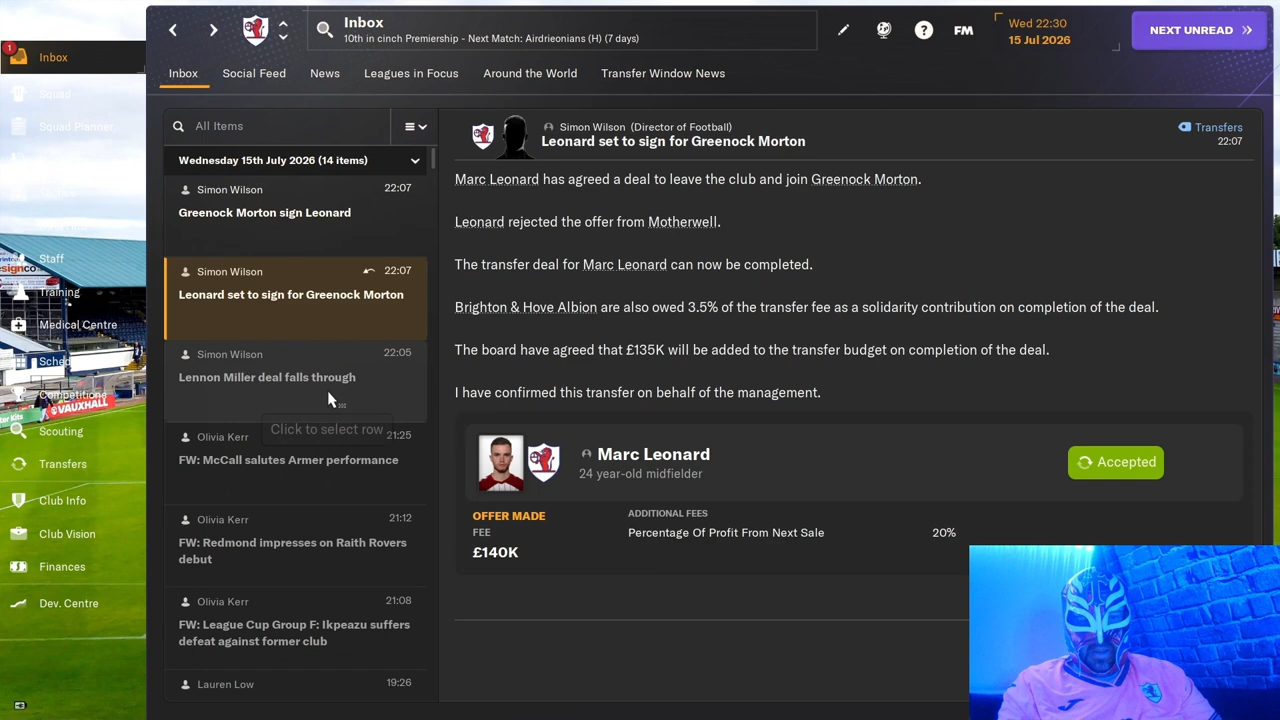 Inbox
10th in cinch Premiership - Next Match: Airdrieonians (H) (7 days)
FM
Wed 22:30
15 Jul 2026
NEXT UNREAD
1
Inbox
Squad
Squad Planner
Staff
Training
Medical Centre
Sched
Competitions
Scouting
Transfers
Club Info
Club Vision
Finances
Dev. Centre
VAUXHALL
Inbox
Social Feed
News
Leagues in Focus
Around the World
Transfer Window News
All Items
Wednesday 15th July 2026 (14 items)
Simon Wilson 22:07
Greenock Morton sign Leonard
Simon Wilson 22:07
Leonard set to sign for Greenock Morton
Simon Wilson 22:05
Lennon Miller deal falls through
Click to select row
Olivia Kerr 21:25
FW: McCall salutes Armer performance
Olivia Kerr 21:12
FW: Redmond impresses on Raith Rovers
debut
Olivia Kerr 21:08
FW: League Cup Group F: Ikpeazu suffers
defeat against former club
Lauren Low 19:26
Simon Wilson (Director of Football)
Leonard set to sign for Greenock Morton
Transfers
22:07
Marc Leonard has agreed a deal to leave the club and join Greenock Morton.
Leonard rejected the offer from Motherwell.
The transfer deal for Marc Leonard can now be completed.
Brighton & Hove Albion are also owed 3.5% of the transfer fee as a solidarity contribution on completion of the deal.
The board have agreed that £135K will be added to the transfer budget on completion of the deal.
I have confirmed this transfer on behalf of the management.
Marc Leonard
24 year-old midfielder
Accepted
OFFER MADE
FEE
£140K
ADDITIONAL FEES
Percentage Of Profit From Next Sale 20%